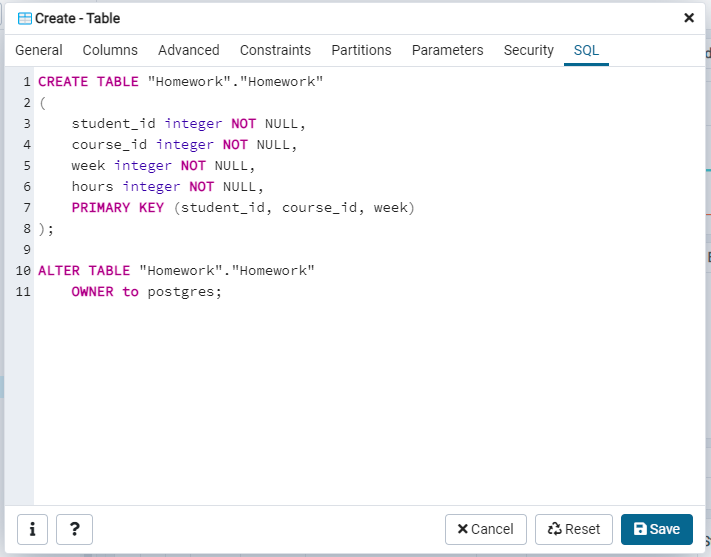 Create - Table
General Columns Advanced Constraints Partitions Parameters Security SQL
1 CREATE TABLE "Homework"."Homework"
2 (
3     student_id integer NOT NULL,
4     course_id integer NOT NULL,
5     week integer NOT NULL,
6     hours integer NOT NULL,
7     PRIMARY KEY (student_id, course_id, week)
8 );
9
10 ALTER TABLE "Homework"."Homework"
11     OWNER to postgres;
i ? Cancel Reset Save